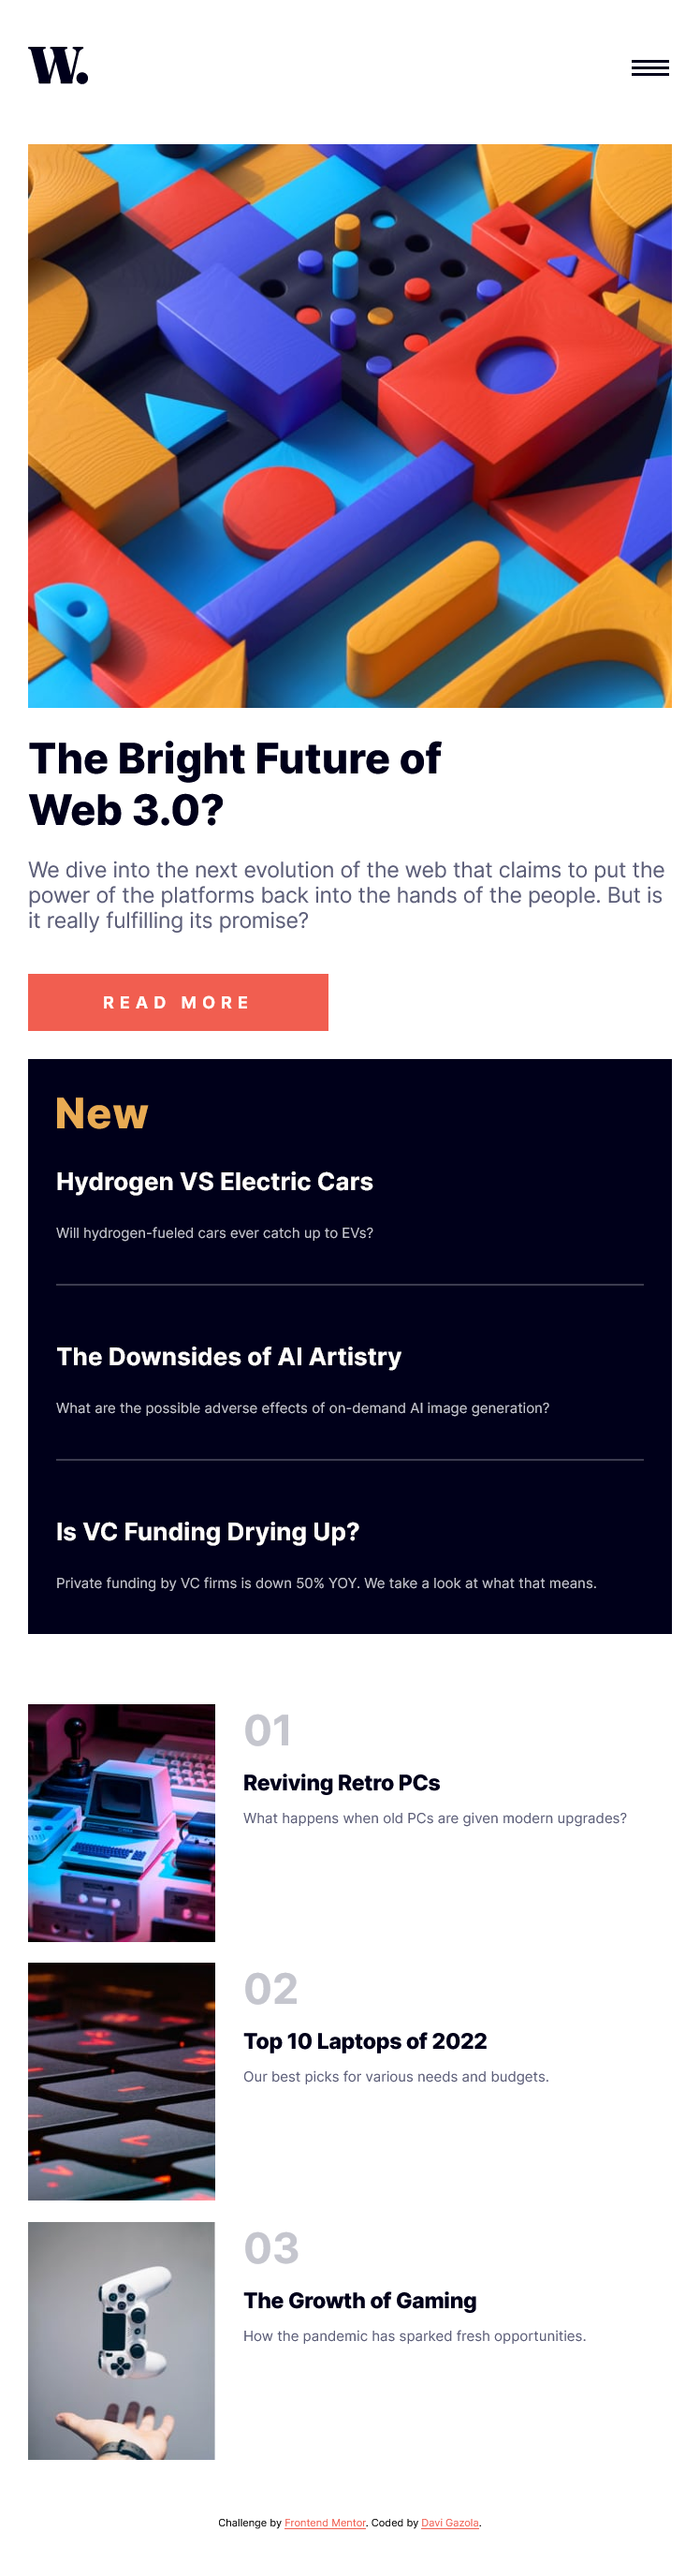 W.
The Bright Future of
Web 3.0?
We dive into the next evolution of the web that claims to put the
power of the platforms back into the hands of the people. But is
it really fulfilling its promise?
READ MORE
New
Hydrogen VS Electric Cars
Will hydrogen-fueled cars ever catch up to EVs?
The Downsides of AI Artistry
What are the possible adverse effects of on-demand AI image generation?
Is VC Funding Drying Up?
Private funding by VC firms is down 50% YOY. We take a look at what that means.
01
Reviving Retro PCs
What happens when old PCs are given modern upgrades?
02
Top 10 Laptops of 2022
Our best picks for various needs and budgets.
03
The Growth of Gaming
How the pandemic has sparked fresh opportunities.
Challenge by Frontend Mentor. Coded by Davi Gazola.